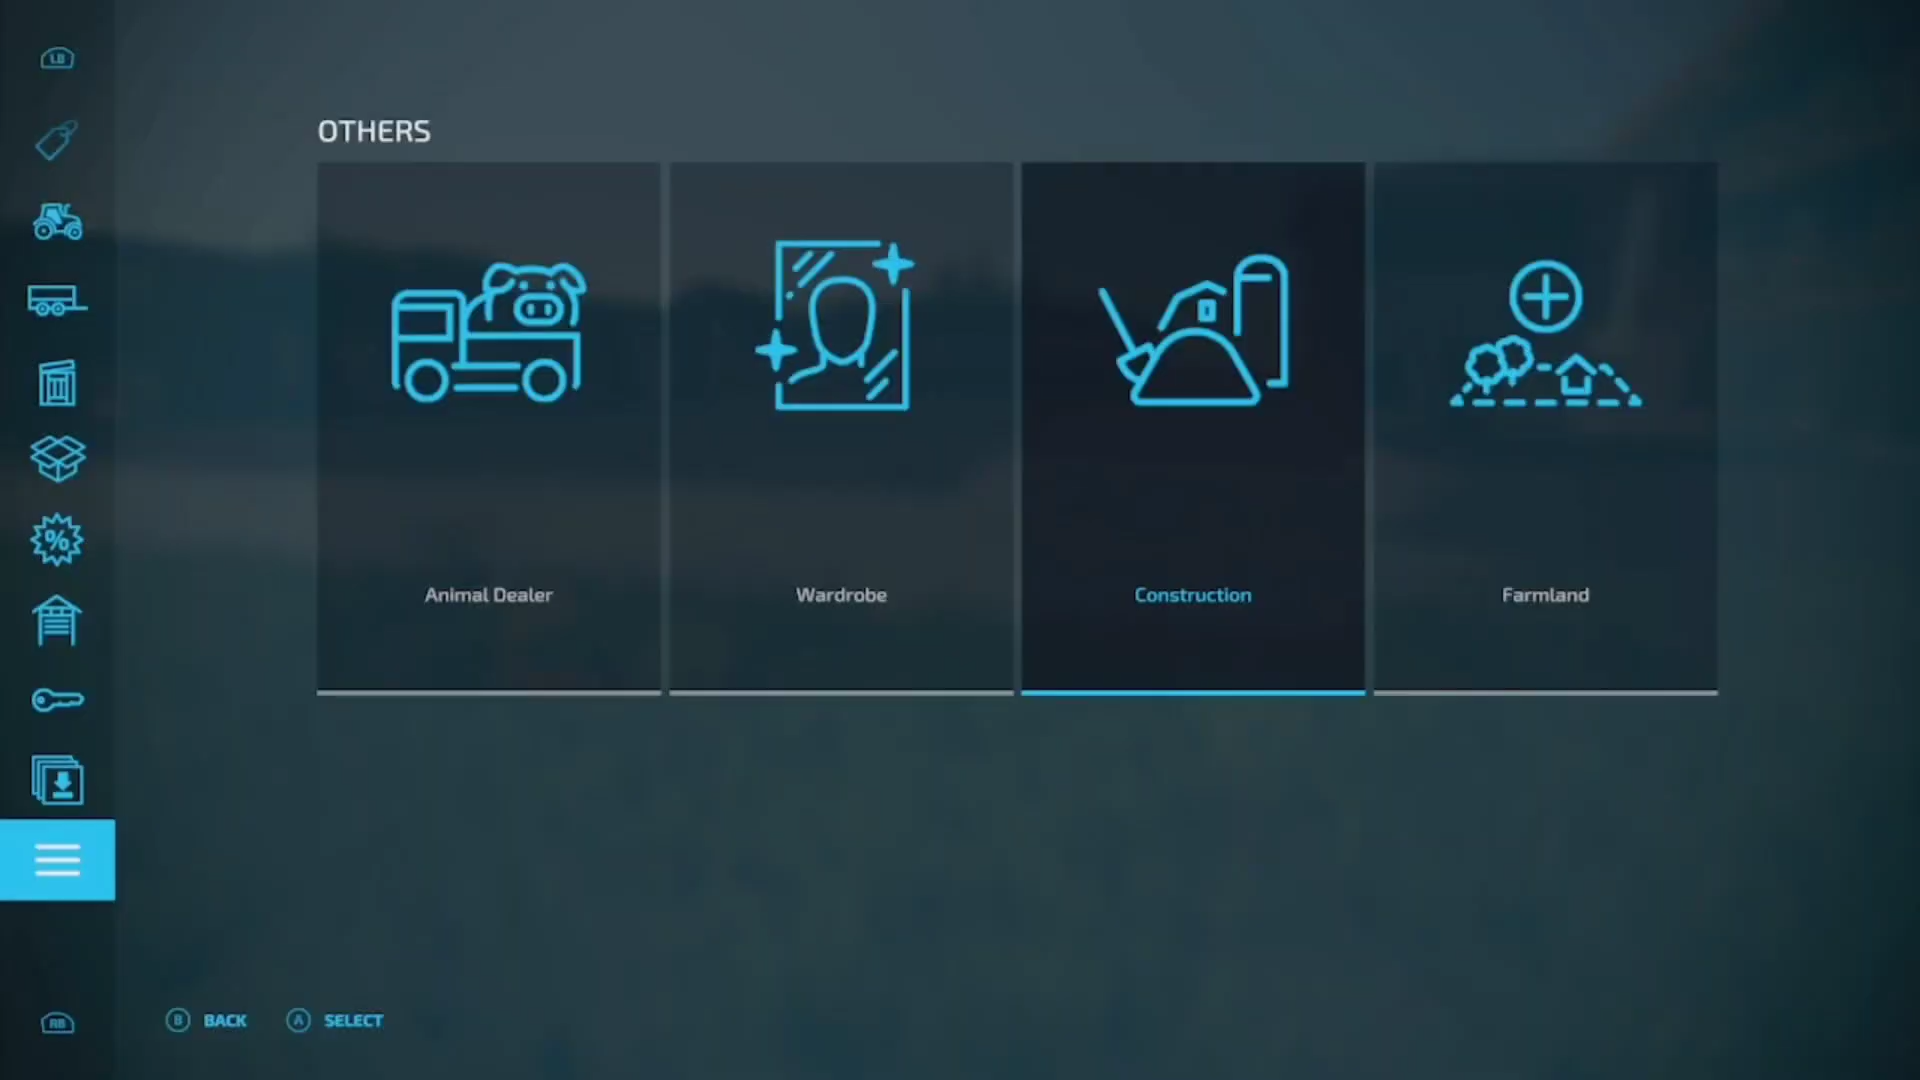 LB
OTHERS
%
Animal Dealer
Wardrobe
Construction
Farmland
RB
B BACK
A SELECT